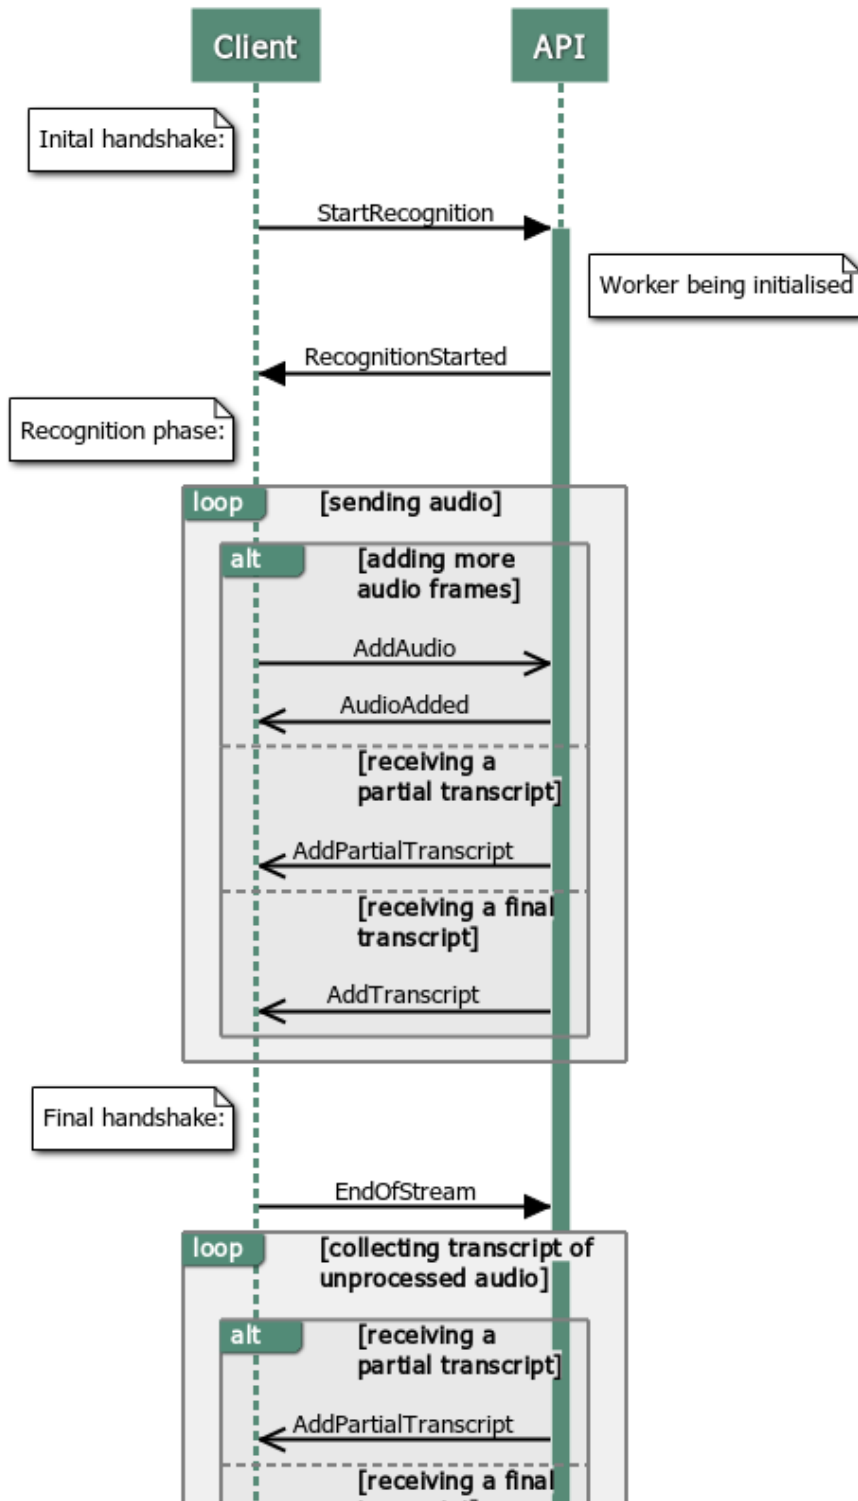 Client
API
Inital handshake:
StartRecognition
Worker being initialised
RecognitionStarted
Recognition phase:
loop
[sending audio]
alt
[adding more
audio frames]
AddAudio
AudioAdded
[receiving a
partial transcript]
AddPartialTranscript
[receiving a final
transcript]
AddTranscript
Final handshake:
EndOfStream
loop
[collecting transcript of
unprocessed audio]
alt
[receiving a
partial transcript]
AddPartialTranscript
[receiving a final